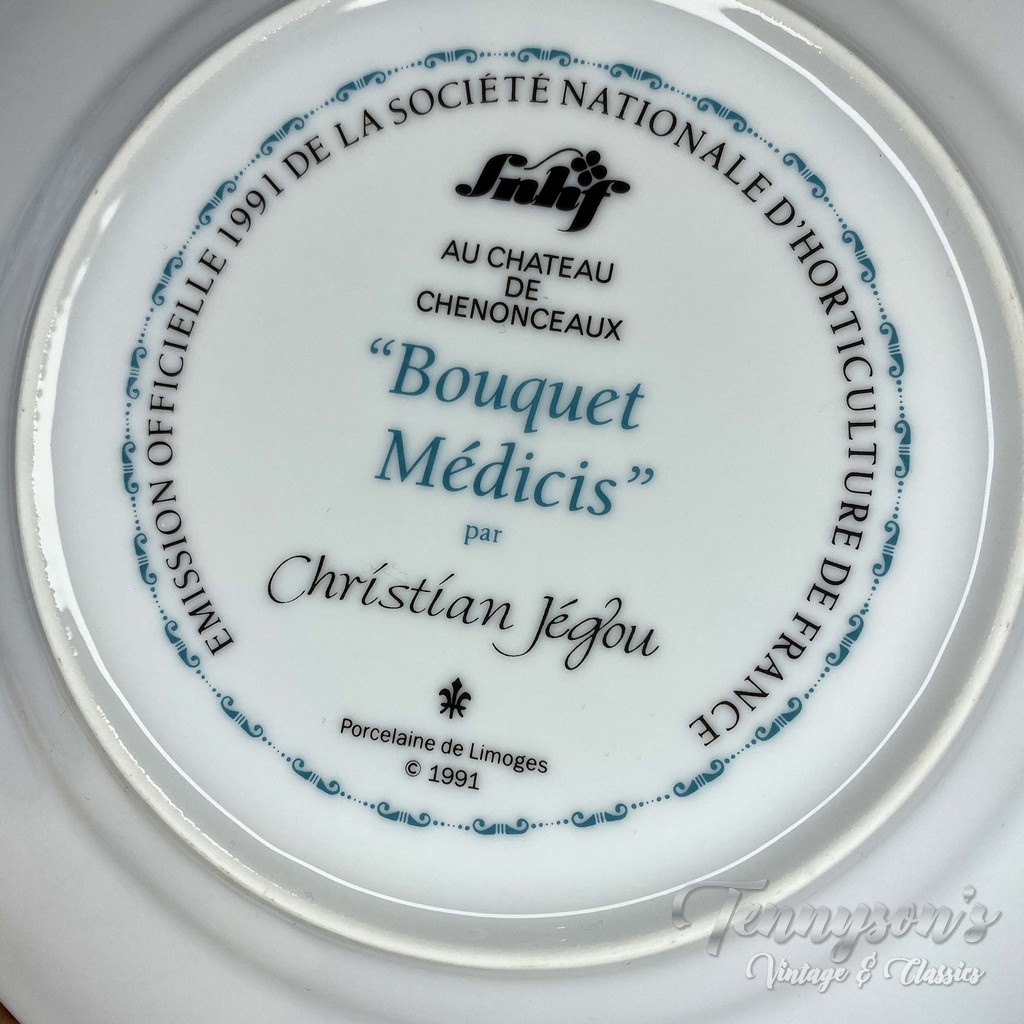 EMISSION OFFICIELLE 1991 DE LA SOCIÉTÉ NATIONALE D'HORTICULTURE DE FRANCE
Snhf
AU CHATEAU
DE
CHENONCEAUX
“Bouquet
Médicis”
par
Christian Jégou
Porcelaine de Limoges
© 1991
Tennyson's
Vintage & Classics